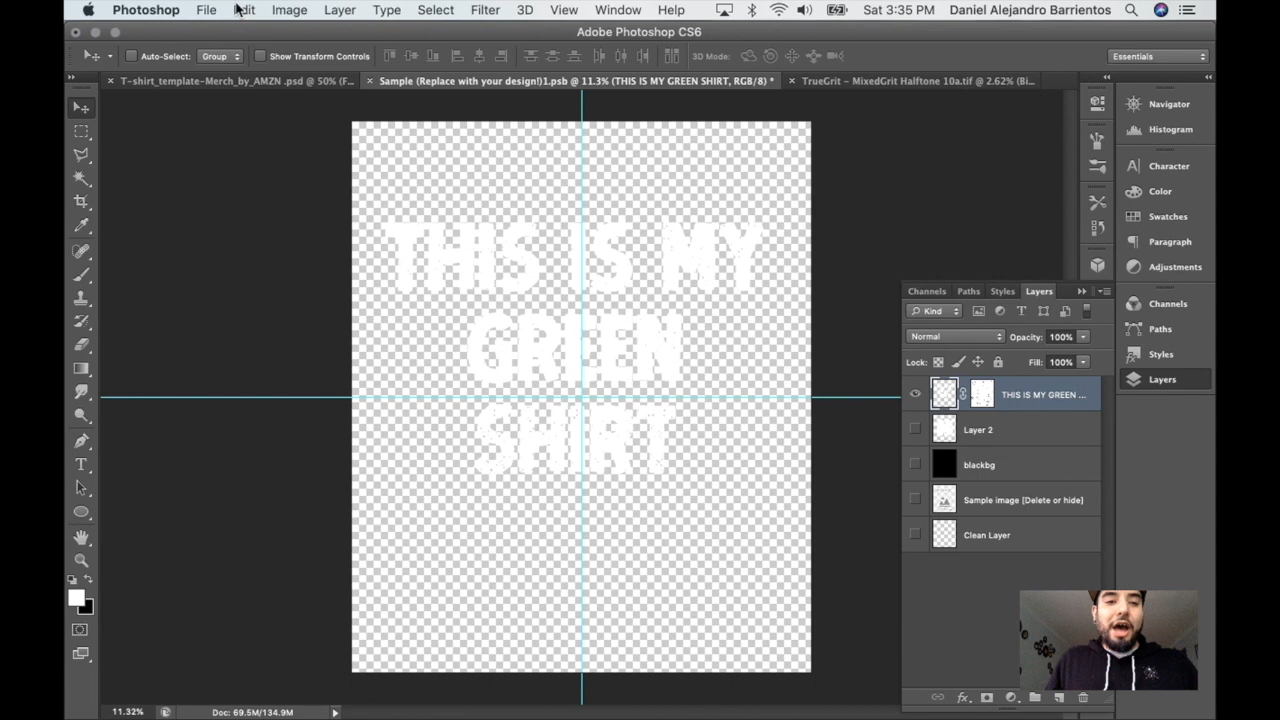 Photoshop File Edit Image Layer Type Select Filter 3D View Window Help Sat 3:35 PM Daniel Alejandro Barrientos
Adobe Photoshop CS6
Auto-Select: Group Show Transform Controls 3D Mode: Essentials
T-shirt_template-Merch_by_AMZN .psd @ 50% (F... Sample (Replace with your design!)1.psb @ 11.3% (THIS IS MY GREEN SHIRT, RGB/8) * TrueGrit - MixedGrit Halftone 10a.tif @ 2.62% (Bi...
Navigator
Histogram
Character
Color
Swatches
Paragraph
Adjustments
Channels
Paths
Styles
Layers
THIS IS MY
GREEN
SHIRT
Channels Paths Styles Layers
Kind
Normal Opacity: 100%
Lock: Fill: 100%
THIS IS MY GREEN ...
Layer 2
blackbg
Sample image [Delete or hide]
Clean Layer
fx
11.32% Doc: 69.5M/134.9M